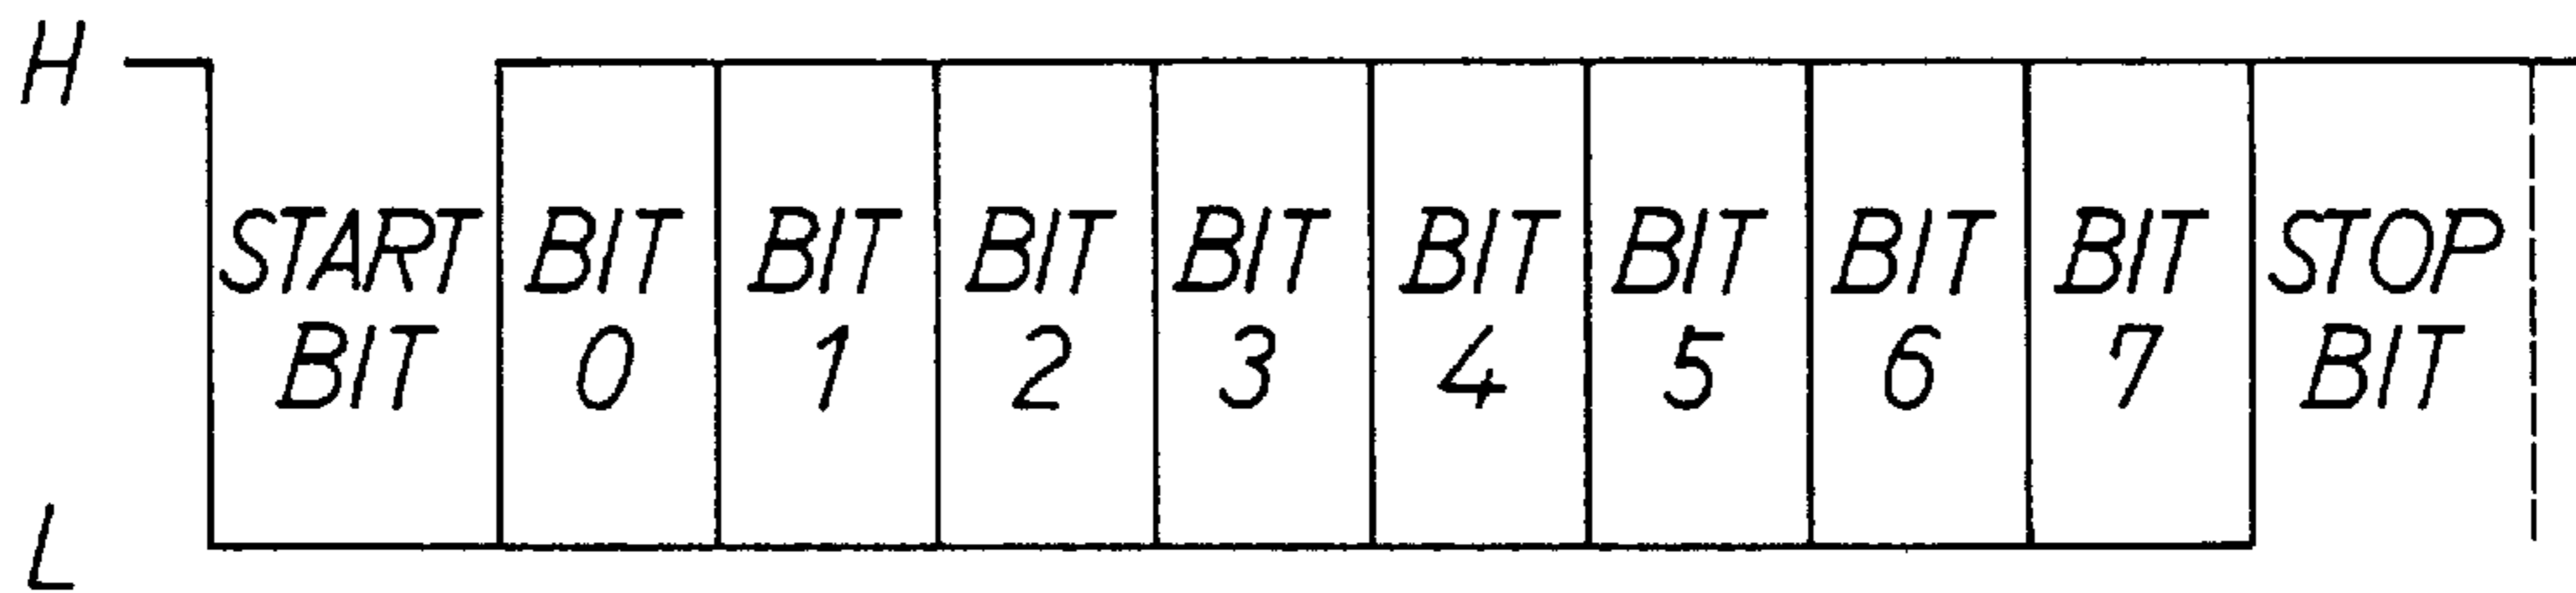 H
START BIT BIT BIT BIT BIT BIT BIT BIT STOP
BIT 0 1 2 3 4 5 6 7 BIT
L